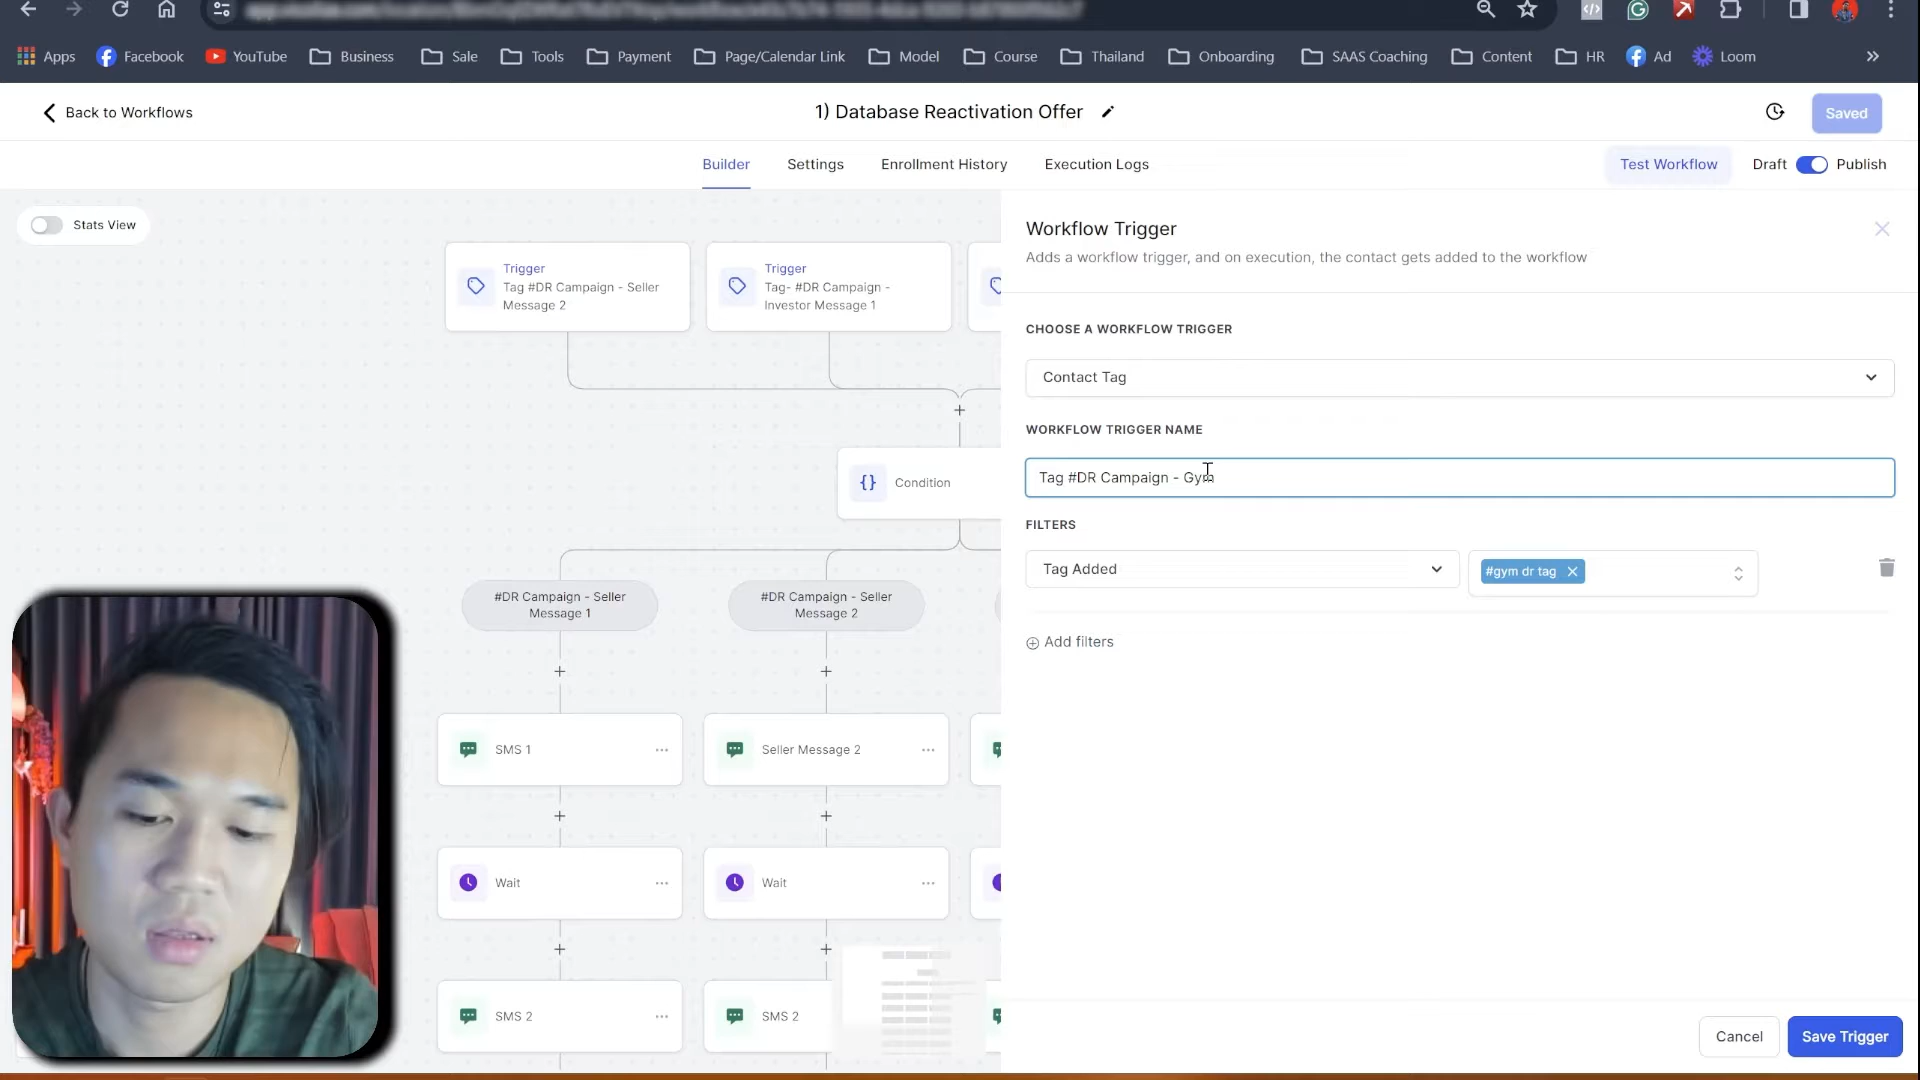 Apps
Facebook
YouTube
Business
Sale
Tools
Payment
Page/Calendar Link
Model
Course
Thailand
Onboarding
SAAS Coaching
Content
HR
Ad
Loom
Back to Workflows
1) Database Reactivation Offer
Saved
Builder
Settings
Enrollment History
Execution Logs
Test Workflow
Draft
Publish
Stats View
Trigger
Tag #DR Campaign - Seller
Message 2
Trigger
Tag- #DR Campaign -
Investor Message 1
Condition
#DR Campaign - Seller
Message 1
#DR Campaign - Seller
Message 2
SMS 1
Seller Message 2
Wait
Wait
SMS 2
SMS 2
Workflow Trigger
Adds a workflow trigger, and on execution, the contact gets added to the workflow
CHOOSE A WORKFLOW TRIGGER
Contact Tag
WORKFLOW TRIGGER NAME
Tag #DR Campaign - Gym
FILTERS
Tag Added
#gym dr tag
Add filters
Cancel
Save Trigger